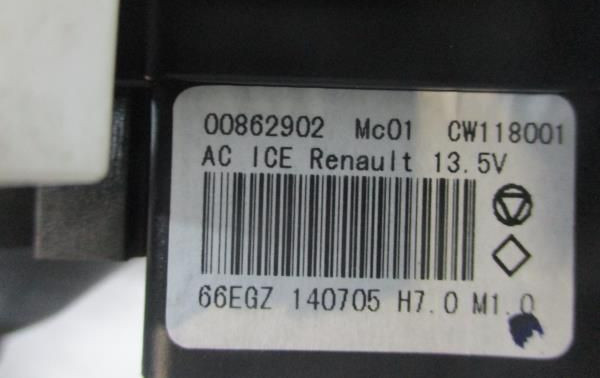 00862902 Mc01 CW118001
AC ICE Renault 13.5V
66EGZ 140705 H7.0 M1.0